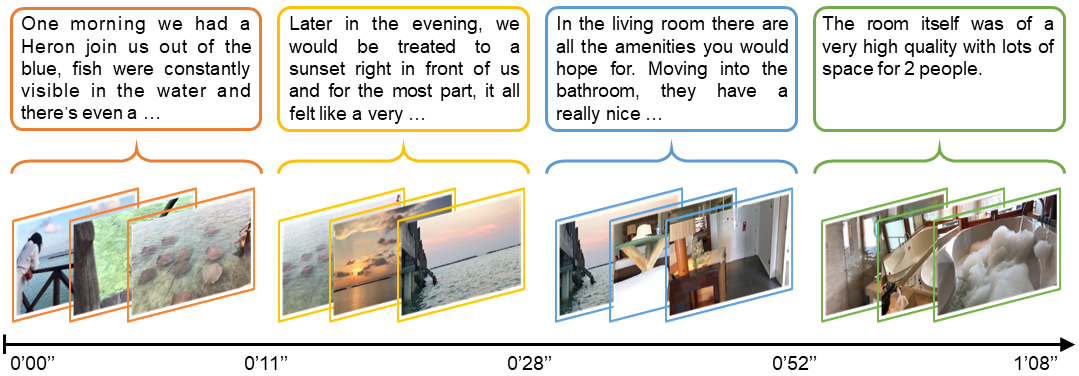 One morning we had a
Heron join us out of the
blue, fish were constantly
visible in the water and
there's even a …
Later in the evening, we
would be treated to a
sunset right in front of us
and for the most part, it all
felt like a very …
In the living room there are
all the amenities you would
hope for. Moving into the
bathroom, they have a
really nice …
The room itself was of a
very high quality with lots of
space for 2 people.
0'00’’
0'11’’
0'28’’
0'52’’
1'08’’